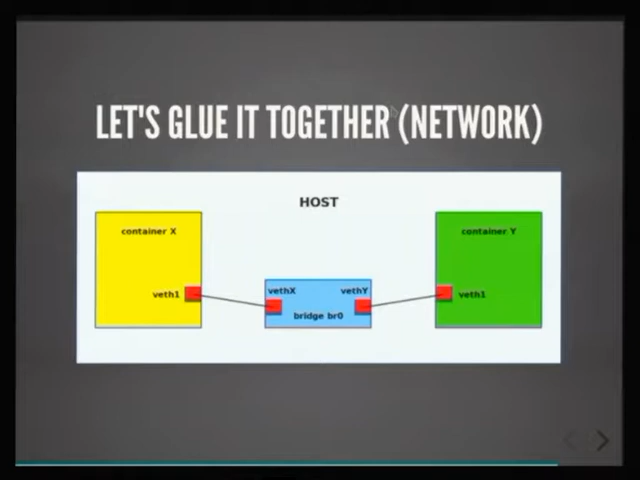 LET'S GLUE IT TOGETHER (NETWORK)
HOST
container X
container Y
veth1
vethX
vethY
veth1
bridge br0